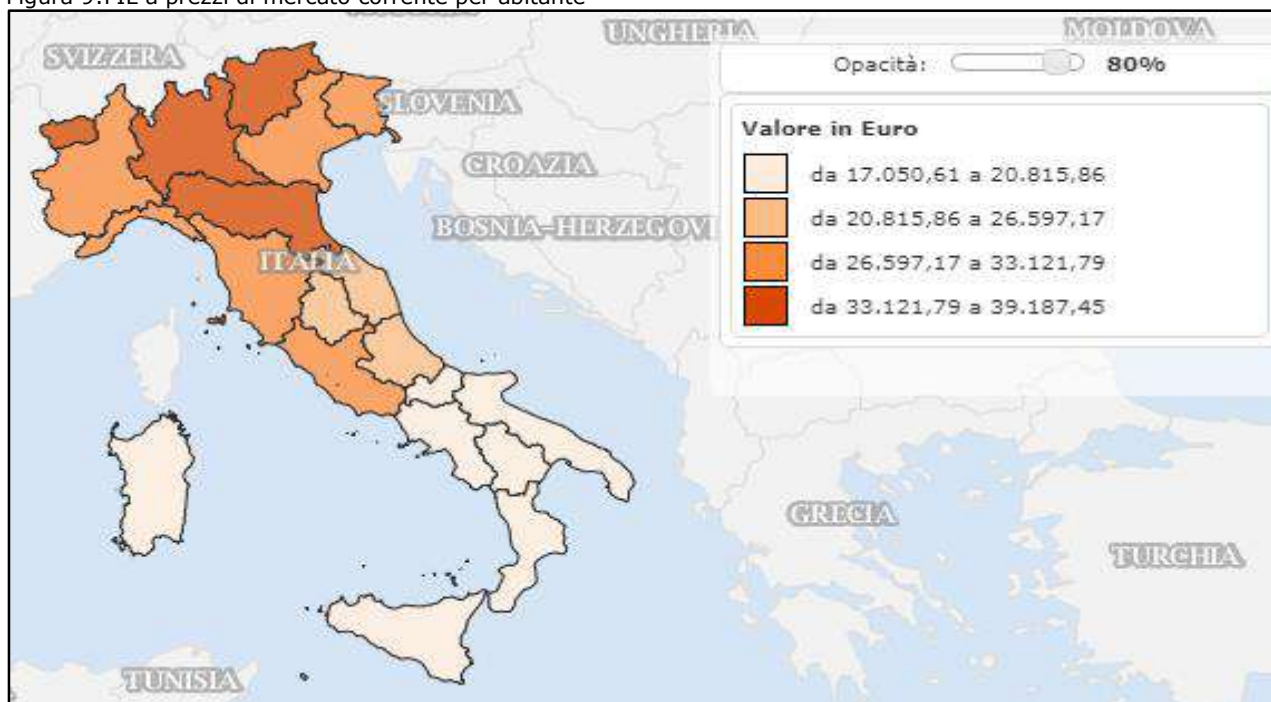 Figura 9.PIL a prezzi di mercato corrente per abitante
SVIZZERA
UNGHERIA
MOLDOVA
Opacità: 80%
SLOVENIA
Valore in Euro
da 17.050,61 a 20.815,86
CROAZIA
da 20.815,86 a 26.597,17
BOSNIA-HERZEGOVI
da 26.597,17 a 33.121,79
ITALIA
da 33.121,79 a 39.187,45
GRECIA
TURCHIA
TUNISIA